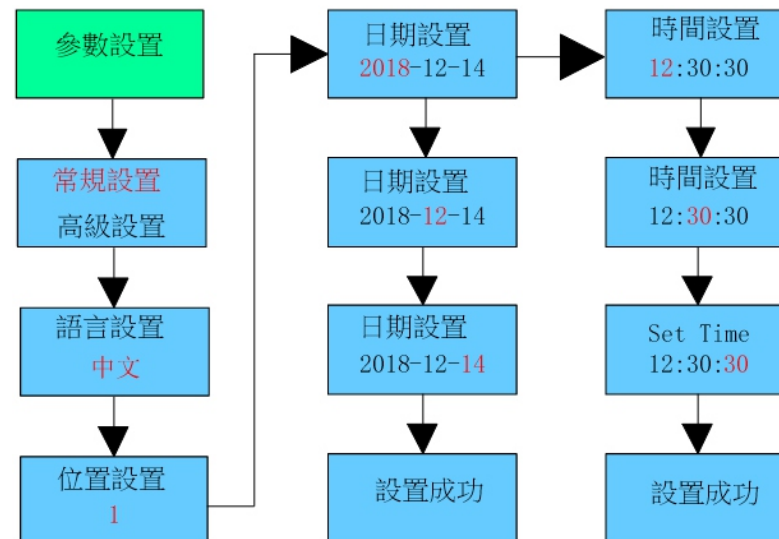 參數設置
常規設置
高級設置
語言設置
中文
位置設置
1
日期設置
2018-12-14
日期設置
2018-12-14
日期設置
2018-12-14
設置成功
時間設置
12:30:30
時間設置
12:30:30
Set Time
12:30:30
設置成功